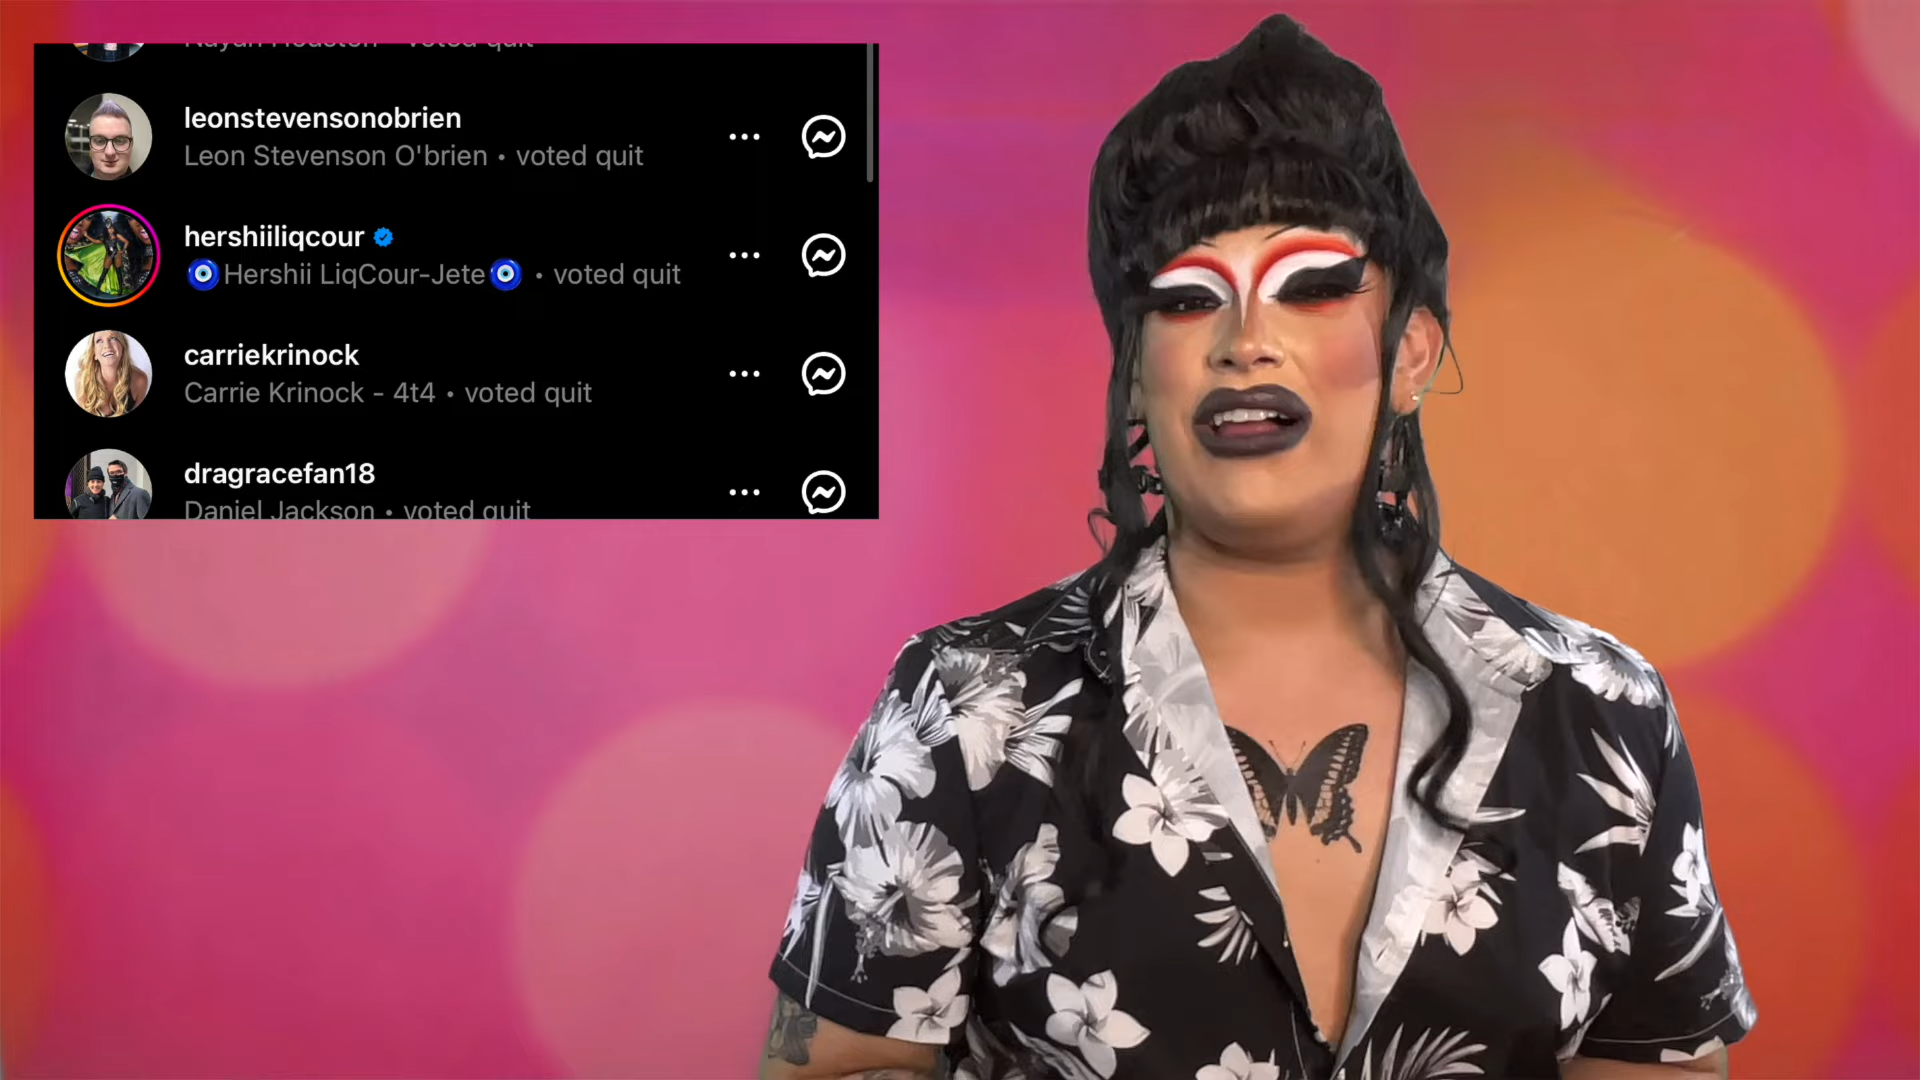 leonstevensonobrien
Leon Stevenson O'brien • voted quit
hershiiliqcour
🧿Hershii LiqCour-Jete🧿 • voted quit
carriekrinock
Carrie Krinock - 4t4 • voted quit
dragracefan18
Daniel Jackson • voted quit